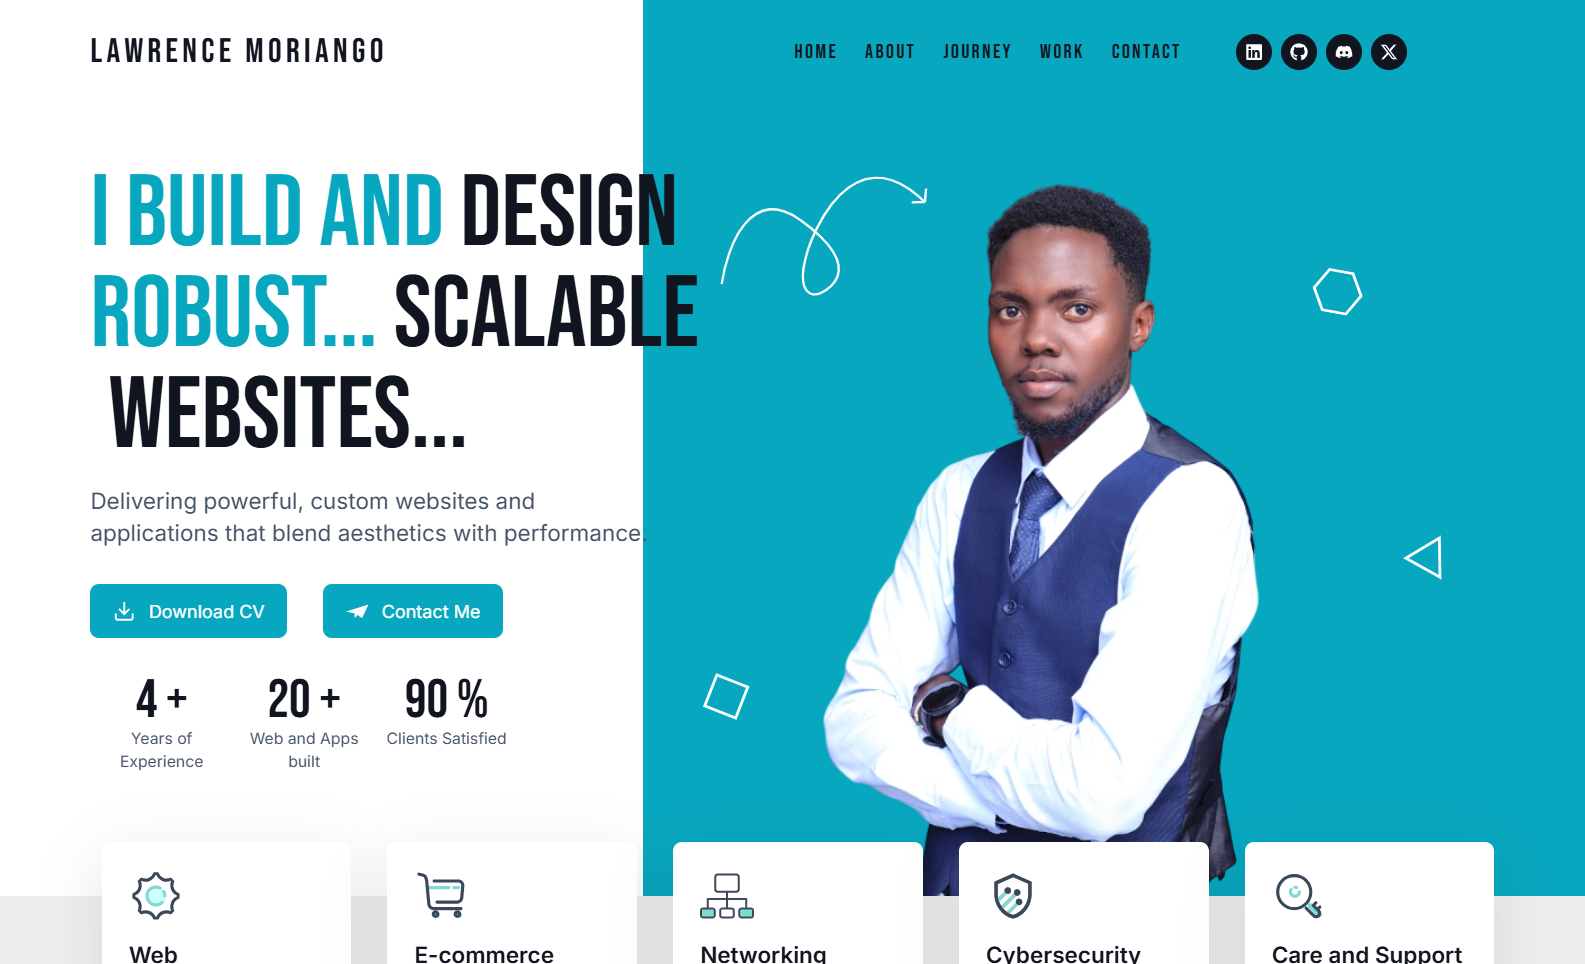 LAWRENCE MORIANGO
HOME ABOUT JOURNEY WORK CONTACT
I BUILD AND DESIGN
ROBUST... SCALABLE
WEBSITES...
Delivering powerful, custom websites and
applications that blend aesthetics with performance.
Download CV Contact Me
4 + 20 + 90 %
Years of Experience
Web and Apps built
Clients Satisfied
Web
E-commerce
Networking
Cybersecurity
Care and Support